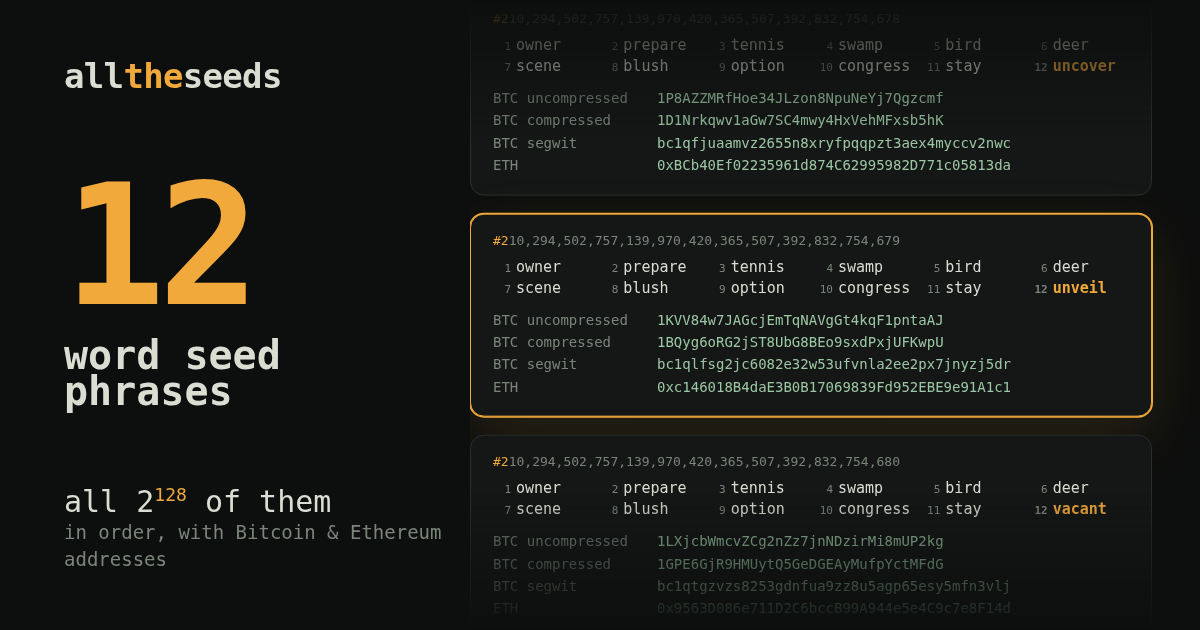 alltheseeds
12
word seed
phrases
all 2¹²⁸ of them
in order, with Bitcoin & Ethereum
addresses
#210,294,502,757,139,970,420,365,507,392,832,754,678
1 owner 2 prepare 3 tennis 4 swamp 5 bird 6 deer
7 scene 8 blush 9 option 10 congress 11 stay 12 uncover
BTC uncompressed 1P8AZZMRfHoe34JLzon8NpuNeYj7Qgzcmf
BTC compressed 1D1Nrkqwv1aGw7SC4mwy4HxVehMFxsb5hK
BTC segwit bc1qfjuaamvz2655n8xryfpqqpzt3aex4myccv2nwc
ETH 0xBCb40Ef02235961d874C62995982D771c05813da
#210,294,502,757,139,970,420,365,507,392,832,754,679
1 owner 2 prepare 3 tennis 4 swamp 5 bird 6 deer
7 scene 8 blush 9 option 10 congress 11 stay 12 unveil
BTC uncompressed 1KVV84w7JAGcjEmTqNAVgGt4kqF1pntaAJ
BTC compressed 1BQyg6oRG2jST8UbG8BEo9sxdPxjUFKwpU
BTC segwit bc1qlfsg2jc6082e32w53ufvnla2ee2px7jnyzj5dr
ETH 0xc146018B4daE3B0B17069839Fd952EBE9e91A1c1
#210,294,502,757,139,970,420,365,507,392,832,754,680
1 owner 2 prepare 3 tennis 4 swamp 5 bird 6 deer
7 scene 8 blush 9 option 10 congress 11 stay 12 vacant
BTC uncompressed 1LXjcbWmcvZCg2nZz7jnNDzirMi8mUP2kg
BTC compressed 1GPE6GjR9HMUytQ5GeDGEAyMufpYctMFdG
BTC segwit bc1qtgzvzs8253gdnfua9zz8u5agp65esy5mfn3vlj
ETH 0x9563D086e711D2C6bccB99A944e5e4C9c7e8F14d